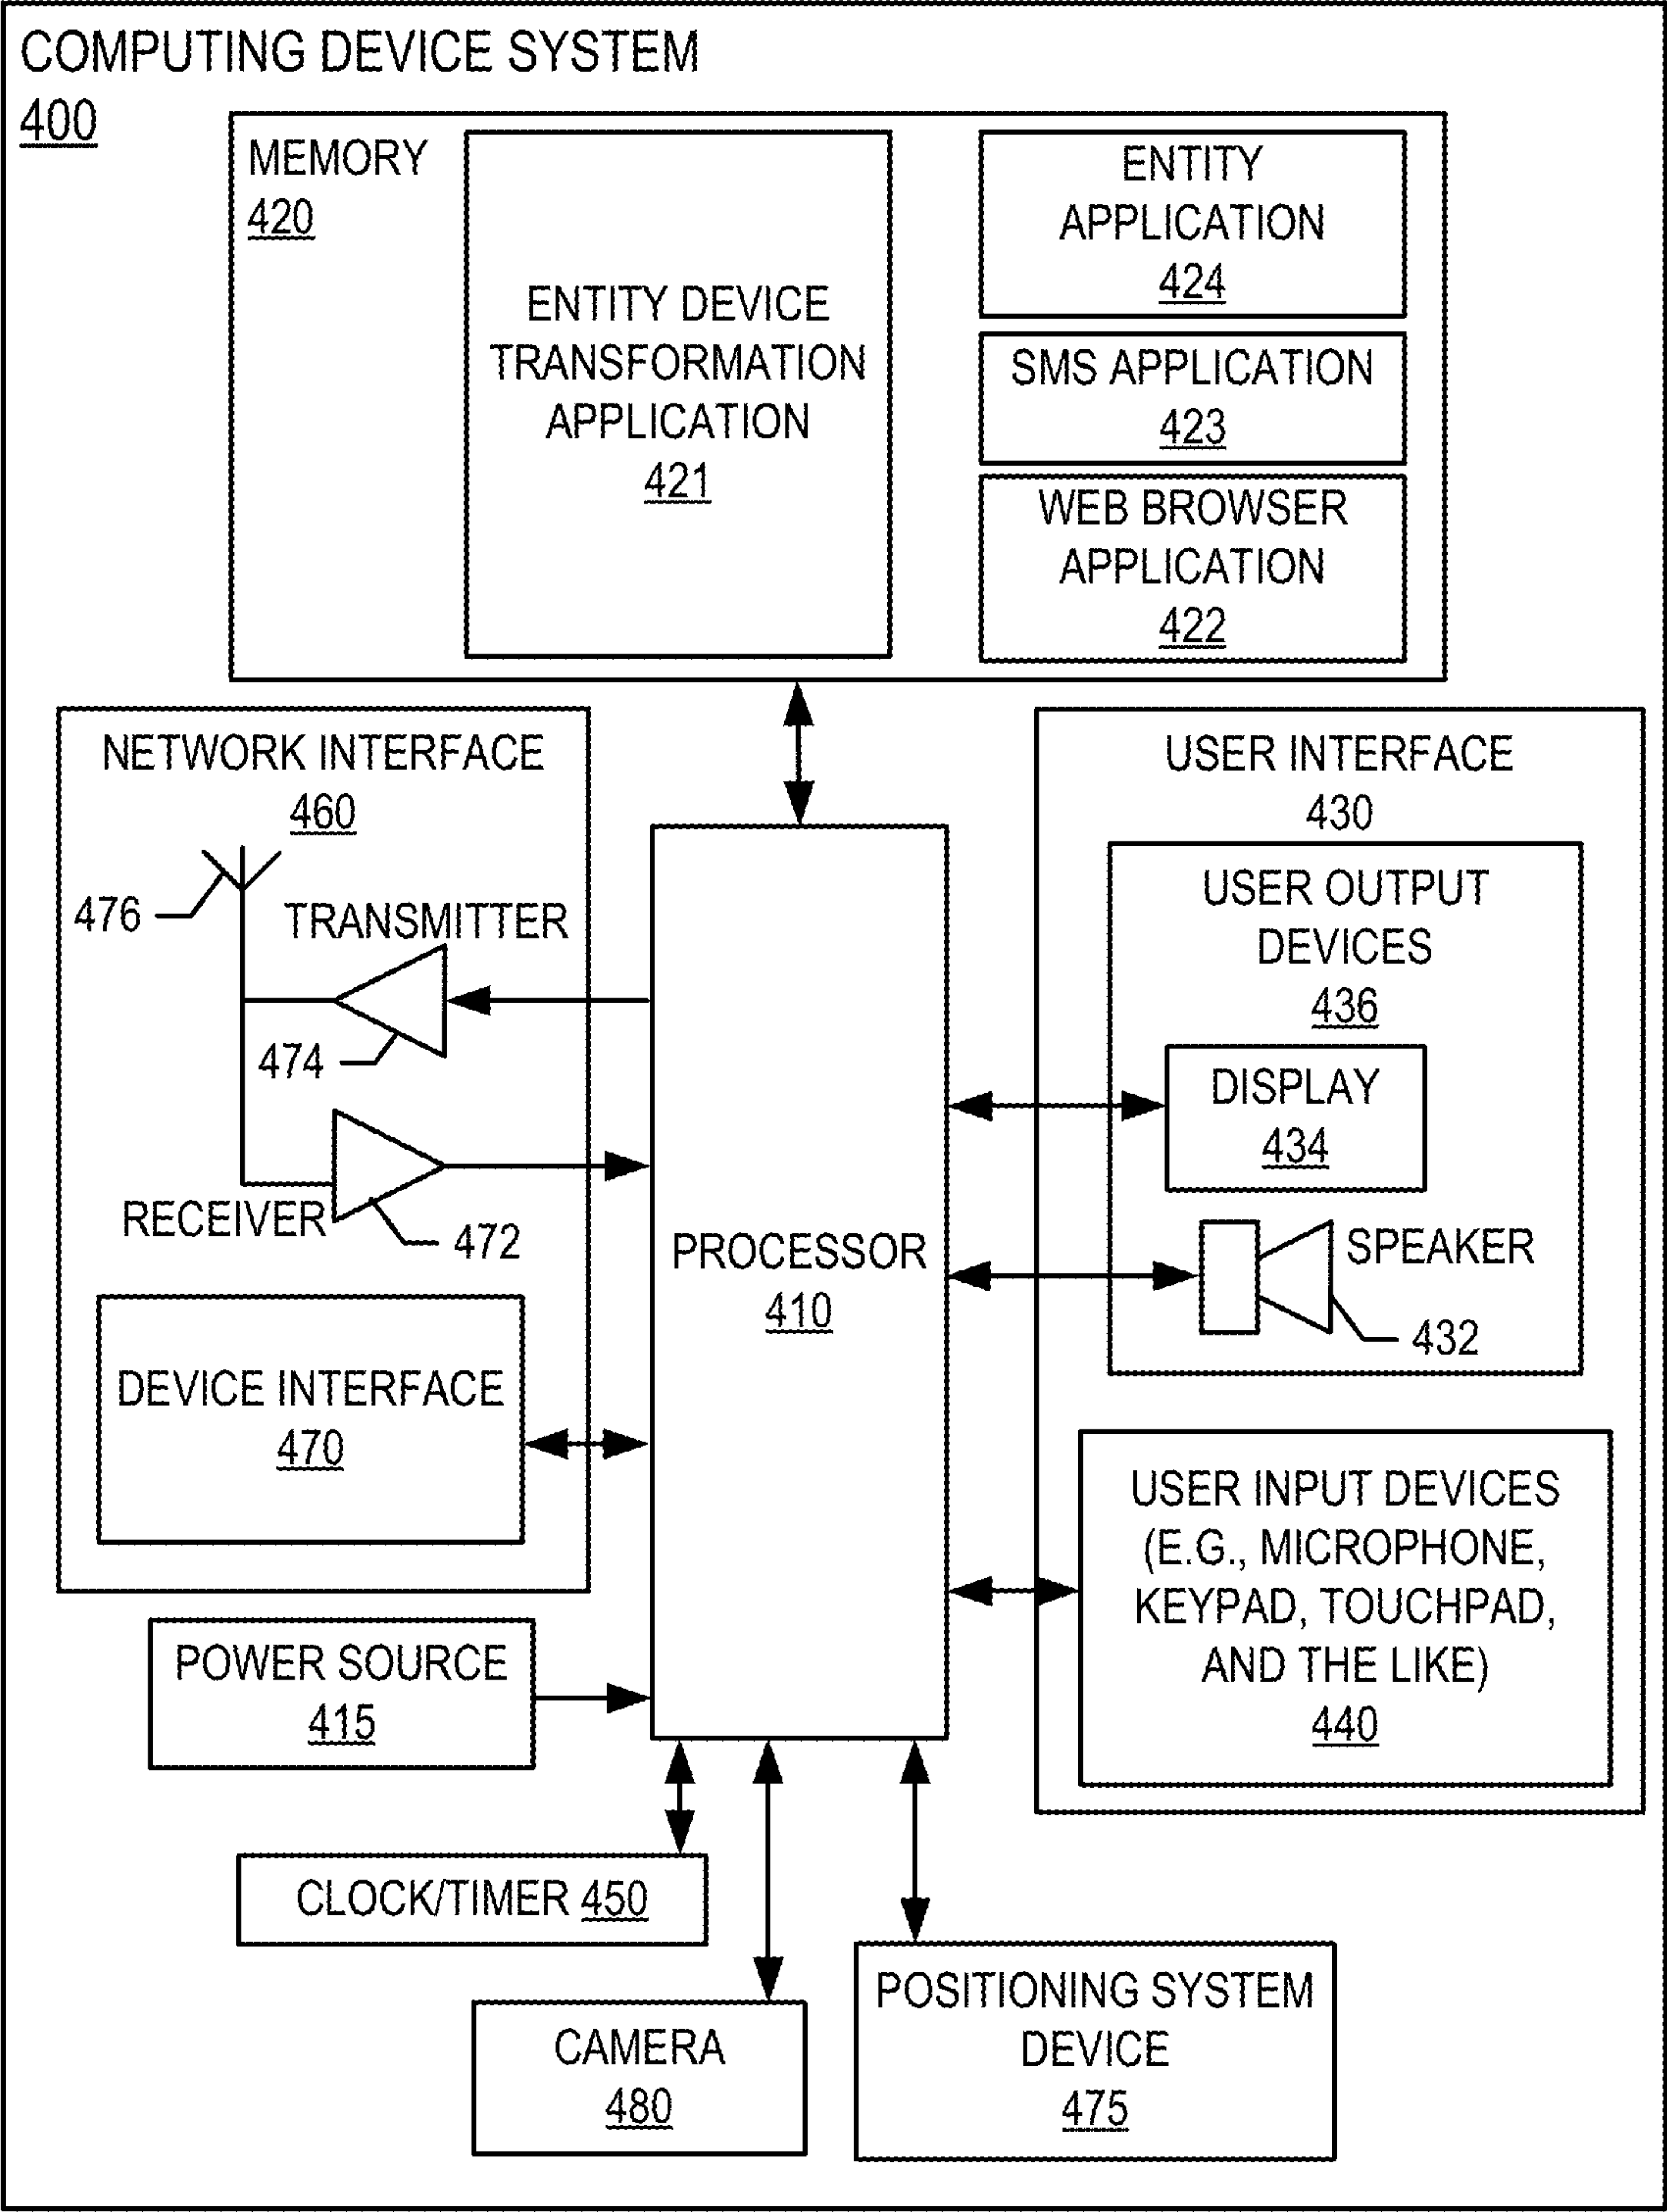 COMPUTING DEVICE SYSTEM
400
MEMORY
420
ENTITY DEVICE
TRANSFORMATION
APPLICATION
421
ENTITY
APPLICATION
424
SMS APPLICATION
423
WEB BROWSER
APPLICATION
422
NETWORK INTERFACE
460
476
TRANSMITTER
474
RECEIVER
472
DEVICE INTERFACE
470
PROCESSOR
410
USER INTERFACE
430
USER OUTPUT
DEVICES
436
DISPLAY
434
SPEAKER
432
USER INPUT DEVICES
(E.G., MICROPHONE,
KEYPAD, TOUCHPAD,
AND THE LIKE)
440
POWER SOURCE
415
CLOCK/TIMER 450
CAMERA
480
POSITIONING SYSTEM
DEVICE
475